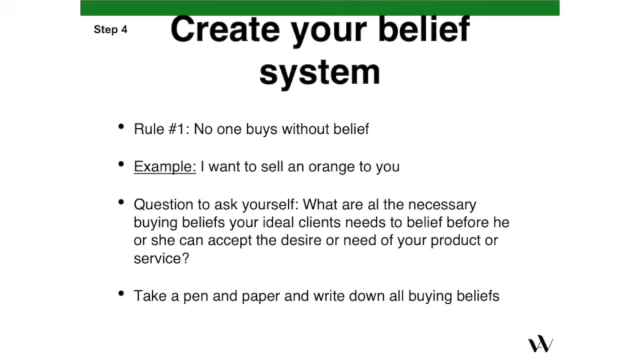 Step 4
Create your belief
system
• Rule #1: No one buys without belief
• Example: I want to sell an orange to you
• Question to ask yourself: What are al the necessary
buying beliefs your ideal clients needs to belief before he
or she can accept the desire or need of your product or
service?
• Take a pen and paper and write down all buying beliefs